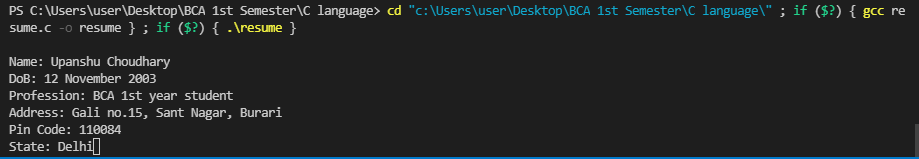 PS C:\Users\user\Desktop\BCA 1st Semester\C language> cd "c:\Users\user\Desktop\BCA 1st Semester\C language\" ; if ($?) { gcc re
sume.c -o resume } ; if ($?) { .\resume }
Name: Upanshu Choudhary
DoB: 12 November 2003
Profession: BCA 1st year student
Address: Gali no.15, Sant Nagar, Burari
Pin Code: 110084
State: Delhi